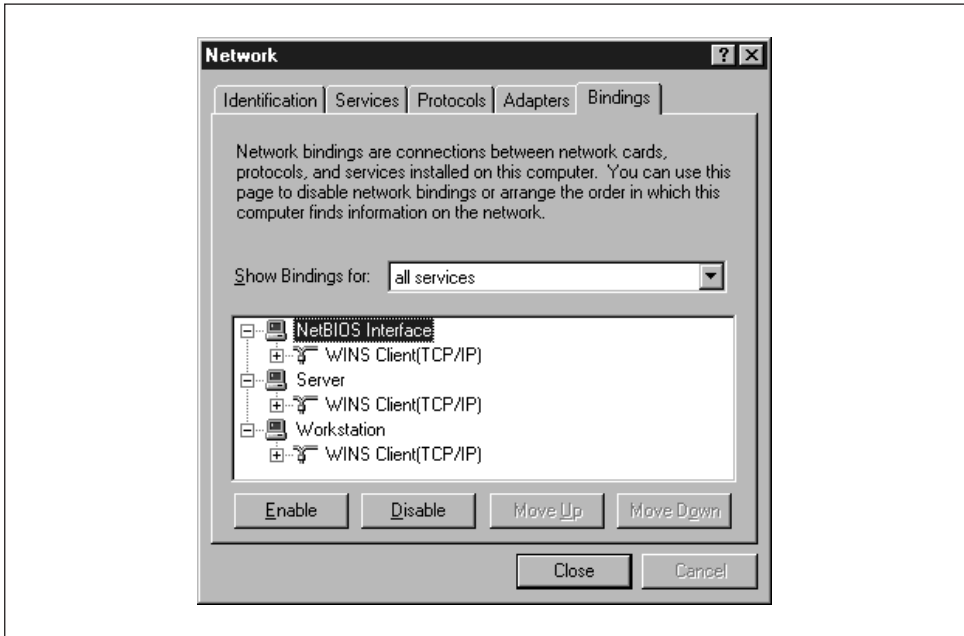 Network
Identification Services Protocols Adapters Bindings
Network bindings are connections between network cards,
protocols, and services installed on this computer. You can use this
page to disable network bindings or arrange the order in which this
computer finds information on the network.
Show Bindings for: all services
NetBIOS Interface
WINS Client(TCP/IP)
Server
WINS Client(TCP/IP)
Workstation
WINS Client(TCP/IP)
Enable Disable Move Up Move Down
Close Cancel